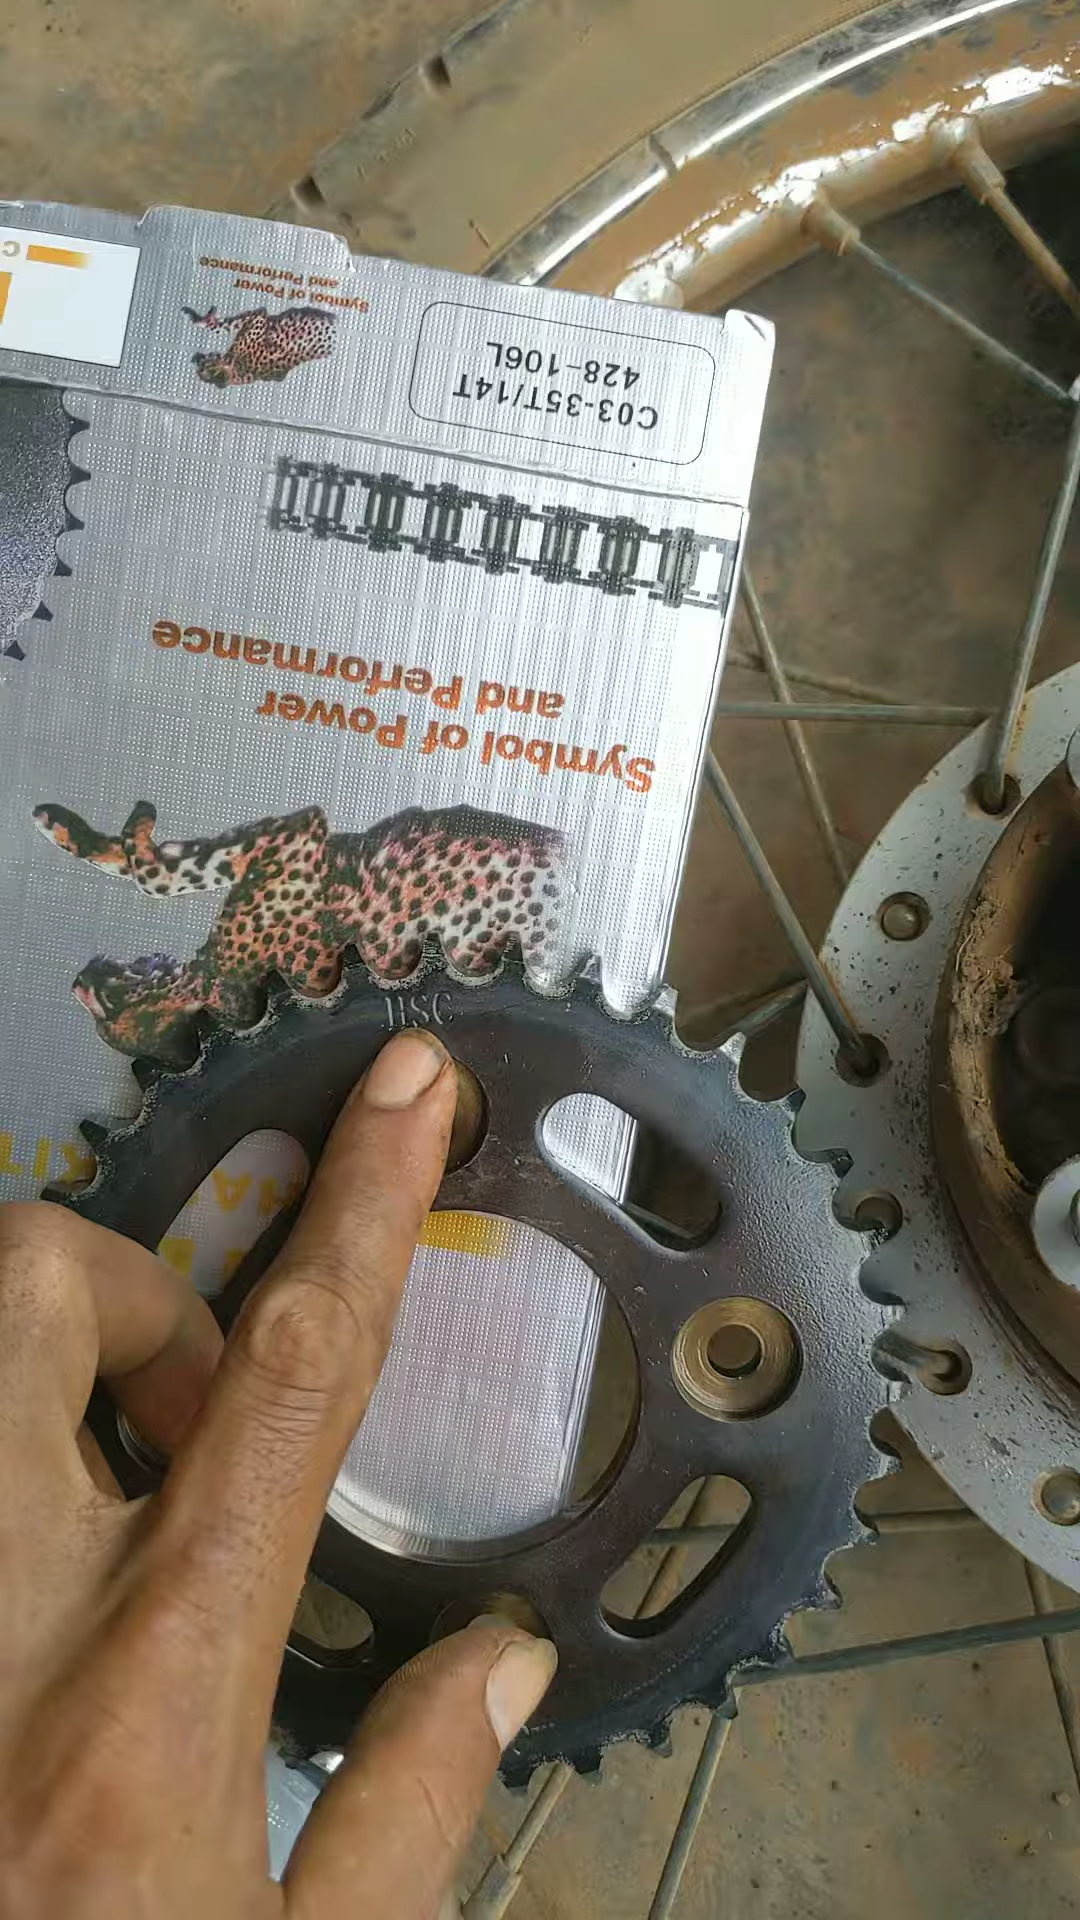 C03-35T/14T
428-106L
Symbol of Power
and Performance
Symbol of Power
and Performance
HSC